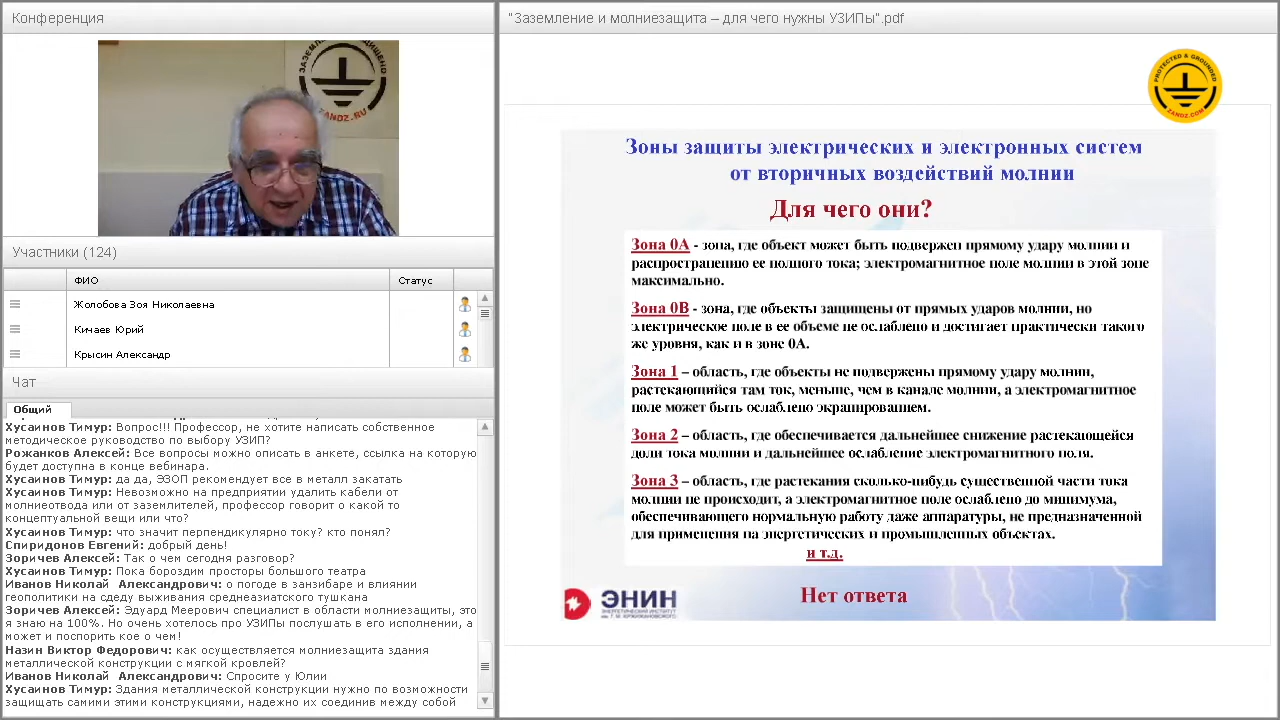 Конференция
"Заземление и молниезащита – для чего нужны УЗИПы".pdf
ZANDZ.RU
Участники (124)
ФИО
Статус
Жолобова Зоя Николаевна
Кичаев Юрий
Крысин Александр
Чат
Общий
Хусаинов Тимур: Вопрос!!! Профессор, не хотите написать собственное
методическое руководство по выбору УЗИП?
Рожанков Алексей: Все вопросы можно описать в анкете, ссылка на которую
будет доступна в конце вебинара.
Хусаинов Тимур: да да, ЭЗОП рекомендует все в металл закатать
Хусаинов Тимур: Невозможно на предприятии удалить кабели от
молниеотвода или от заземлителей, профессор говорит о какой то
концептуальной вещи или что?
Хусаинов Тимур: что значит перпендикулярно току? кто понял?
Спиридонов Евгений: добрый день!
Зоричев Алексей: Так о чем сегодня разговор?
Хусаинов Тимур: Пока бороздим просторы большого театра
Иванов Николай Александрович: о погоде в занзибаре и влиянии
геополитики на сдеду выживания среднеазиатского тушкана
Зоричев Алексей: Эдуард Меерович специалист в области молниезащиты, это
я знаю на 100%. Но очень хотелось о УЗИПы послушать в его исполнении, а
может и поспорить кое о чем!
Назин Виктор Федорович: как осуществляется молниезащита здания
металлической конструкции с мягкой кровлей?
Иванов Николай Александрович: Спросите у Юлии
Хусаинов Тимур: Здания металлической конструкции нужно по возможности
защищать самими этими конструкциями, надежно их соединив между собой
PROTECTED & GROUNDED
ZANDZ.COM
Зоны защиты электрических и электронных систем
от вторичных воздействий молнии
Для чего они?
Зона 0А - зона, где объект может быть подвержен прямому удару молнии и
распространению ее полного тока; электромагнитное поле молнии в этой зоне
максимально.
Зона 0В - зона, где объекты защищены от прямых ударов молнии, но
электрическое поле в ее объеме не ослаблено и достигает практически такого
же уровня, как и в зоне 0А.
Зона 1 – область, где объекты не подвержены прямому удару молнии,
растекающийся там ток, меньше, чем в канале молнии, а электромагнитное
поле может быть ослаблено экранированием.
Зона 2 – область, где обеспечивается дальнейшее снижение растекающейся
доли тока молнии и дальнейшее ослабление электромагнитного поля.
Зона 3 – область, где растекания сколько-нибудь существенной части тока
молнии не происходит, а электромагнитное поле ослаблено до минимума,
обеспечивающего нормальную работу даже аппаратуры, не предназначенной
для применения на энергетических и промышленных объектах.
и т.д.
ЭНИН
ЭНЕРГЕТИЧЕСКИЙ ИНСТИТУТ
им. Г.М. КРЖИЖАНОВСКОГО
Нет ответа